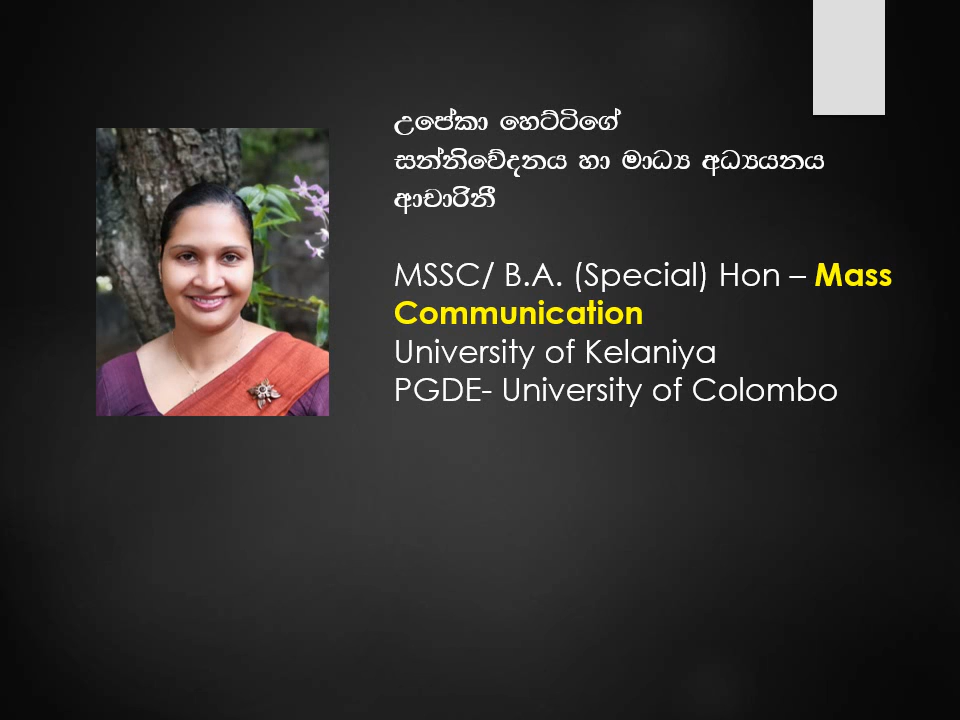 උපේකා හෙට්ටිගේ
සන්නිවේදනය හා මාධ්‍ය අධ්‍යයනය
ආචාරිනී
MSSC/ B.A. (Special) Hon – Mass
Communication
University of Kelaniya
PGDE- University of Colombo